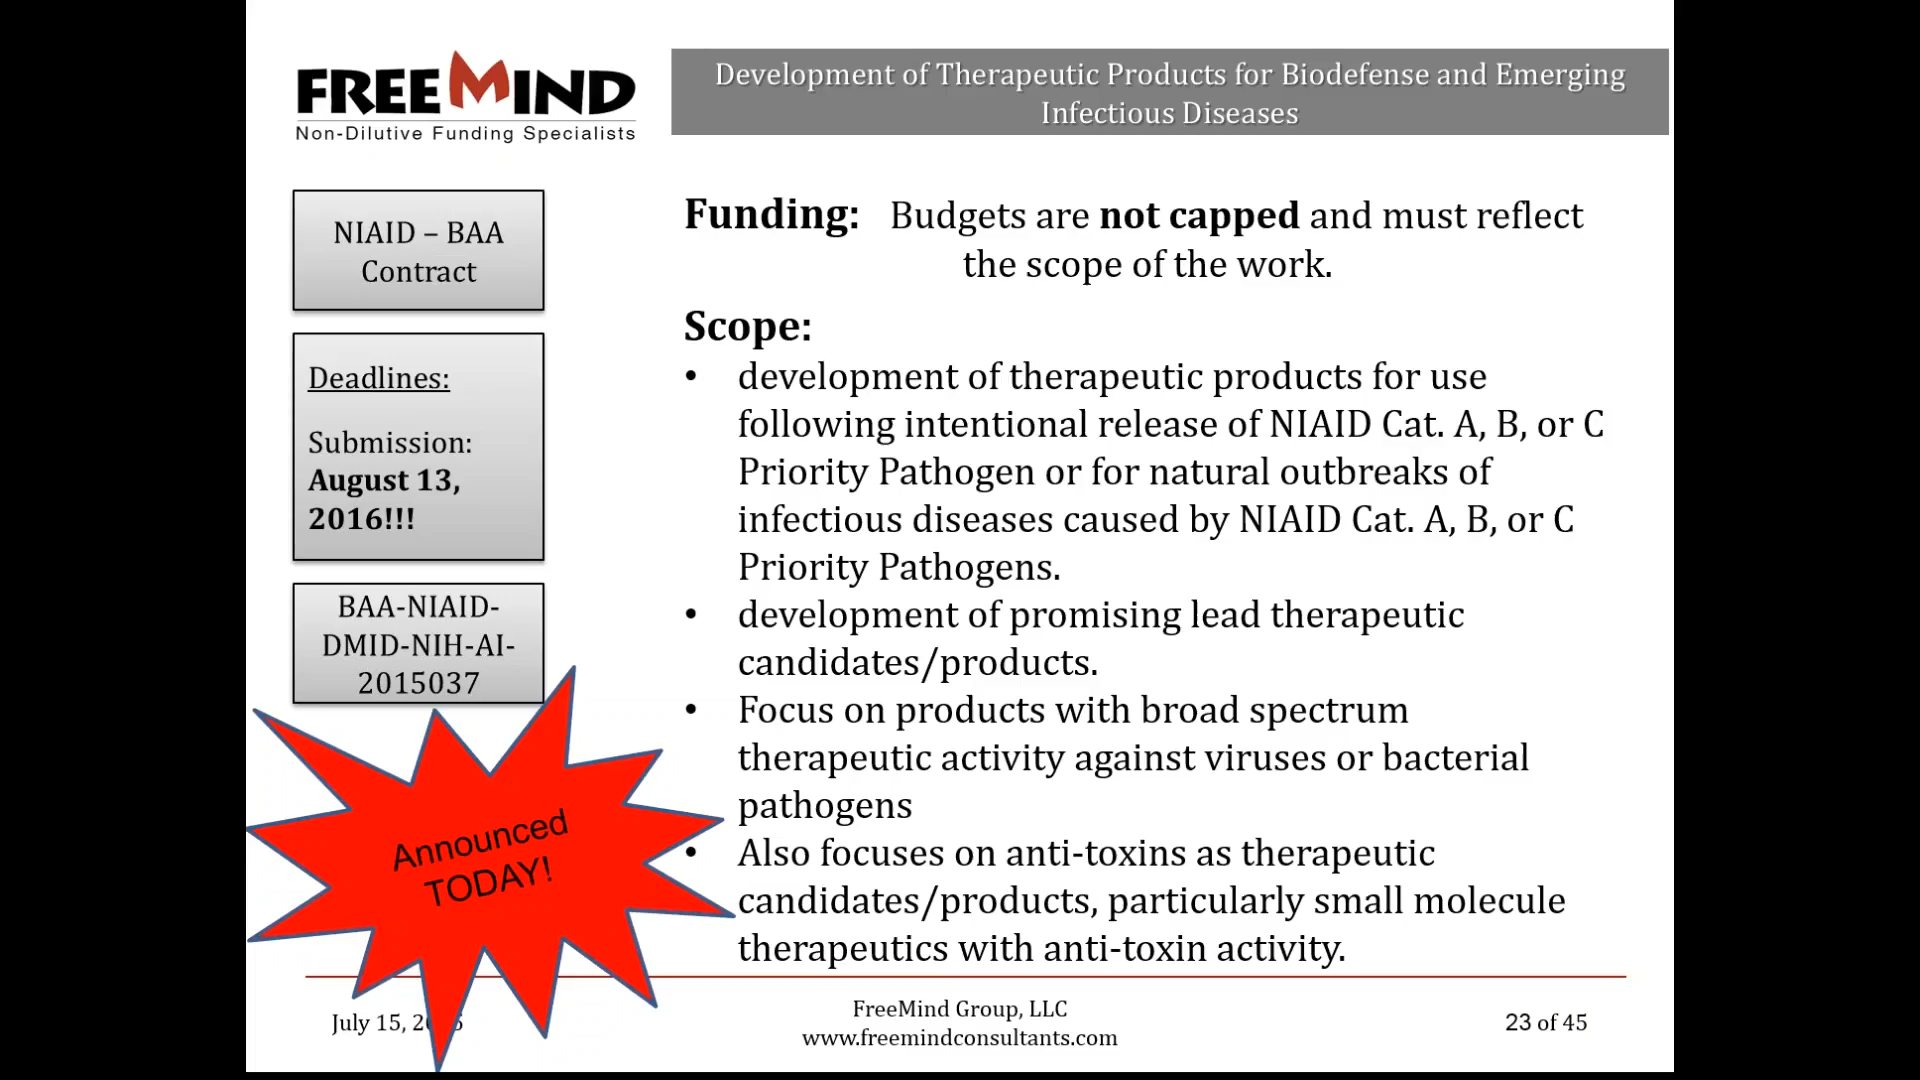 FREEMIND
Non-Dilutive Funding Specialists
Development of Therapeutic Products for Biodefense and Emerging
Infectious Diseases
NIAID – BAA
Contract
Deadlines:
Submission:
August 13,
2016!!!
BAA-NIAID-
DMID-NIH-AI-
2015037
Announced
TODAY!
Funding: Budgets are not capped and must reflect
the scope of the work.
Scope:
• development of therapeutic products for use
following intentional release of NIAID Cat. A, B, or C
Priority Pathogen or for natural outbreaks of
infectious diseases caused by NIAID Cat. A, B, or C
Priority Pathogens.
• development of promising lead therapeutic
candidates/products.
• Focus on products with broad spectrum
therapeutic activity against viruses or bacterial
pathogens
• Also focuses on anti-toxins as therapeutic
candidates/products, particularly small molecule
therapeutics with anti-toxin activity.
July 15,
FreeMind Group, LLC
www.freemindconsultants.com
23 of 45